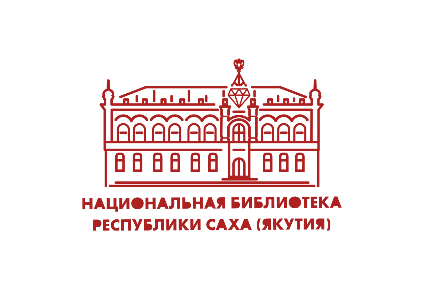 НАЦИОНАЛЬНАЯ БИБЛИОТЕКА
РЕСПУБЛИКИ САХА (ЯКУТИЯ)